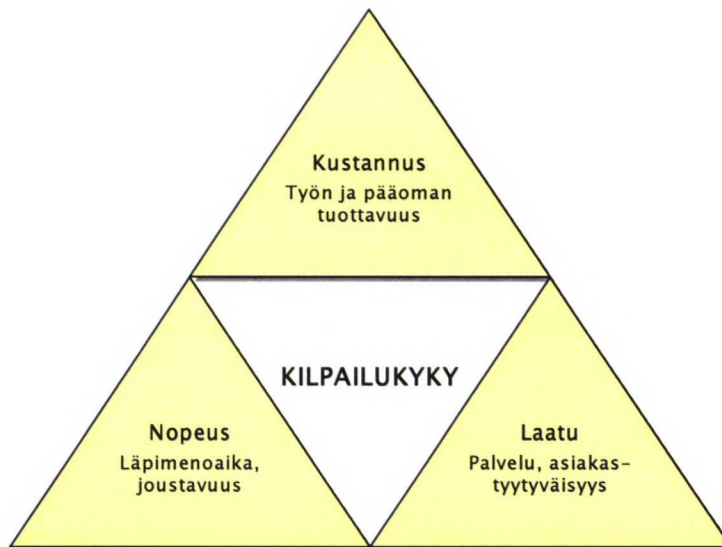 Kustannus
Työn ja pääoman
tuottavuus
KILPAILUKYKY
Nopeus
Läpimenoaika,
joustavuus
Laatu
Palvelu, asiakas-
tyytyväisyys